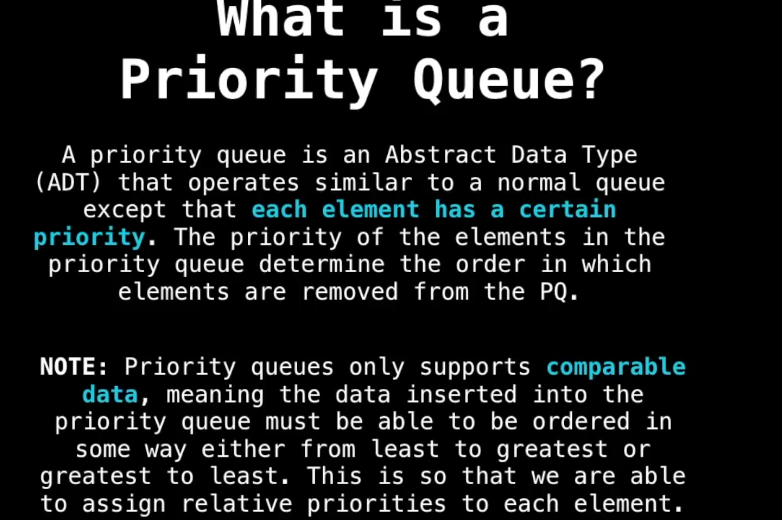 What is a
Priority Queue?
A priority queue is an Abstract Data Type
(ADT) that operates similar to a normal queue
except that each element has a certain
priority. The priority of the elements in the
priority queue determine the order in which
elements are removed from the PQ.
NOTE: Priority queues only supports comparable
data, meaning the data inserted into the
priority queue must be able to be ordered in
some way either from least to greatest or
greatest to least. This is so that we are able
to assign relative priorities to each element.